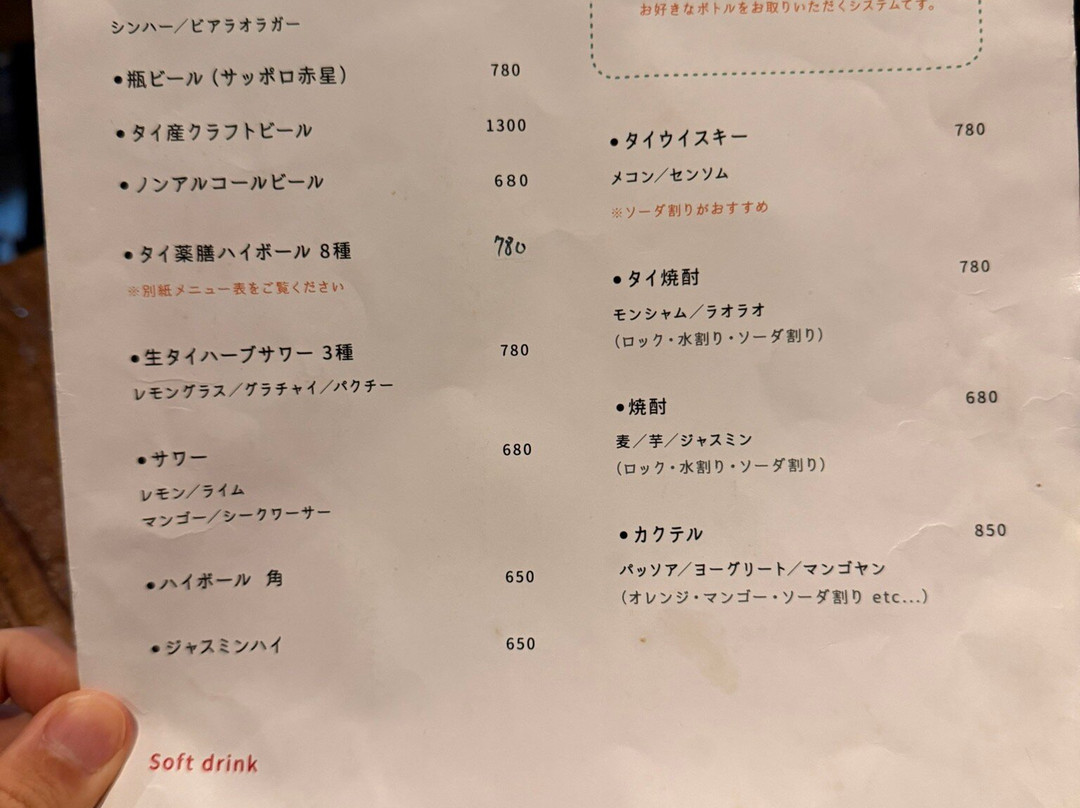 シンハー／ビアラオラガー
•瓶ビール（サッポロ赤星） 780
•タイ産クラフトビール 1300
•ノンアルコールビール 680
•タイ薬膳ハイボール 8種 780
※別紙メニュー表をご覧ください
•生タイハーブサワー 3種 780
レモングラス／グラチャイ／パクチー
•サワー 680
レモン／ライム
マンゴー／シークワーサー
•ハイボール 角 650
•ジャスミンハイ 650
Soft drink
お好きなボトルをお取りいただくシステムです。
•タイウイスキー 780
メコン／センソム
※ソーダ割りがおすすめ
•タイ焼酎 780
モンシャム／ラオラオ
（ロック・水割り・ソーダ割り）
•焼酎 680
麦／芋／ジャスミン
（ロック・水割り・ソーダ割り）
•カクテル 850
パッソア／ヨーグリート／マンゴヤン
（オレンジ・マンゴー・ソーダ割り etc...）